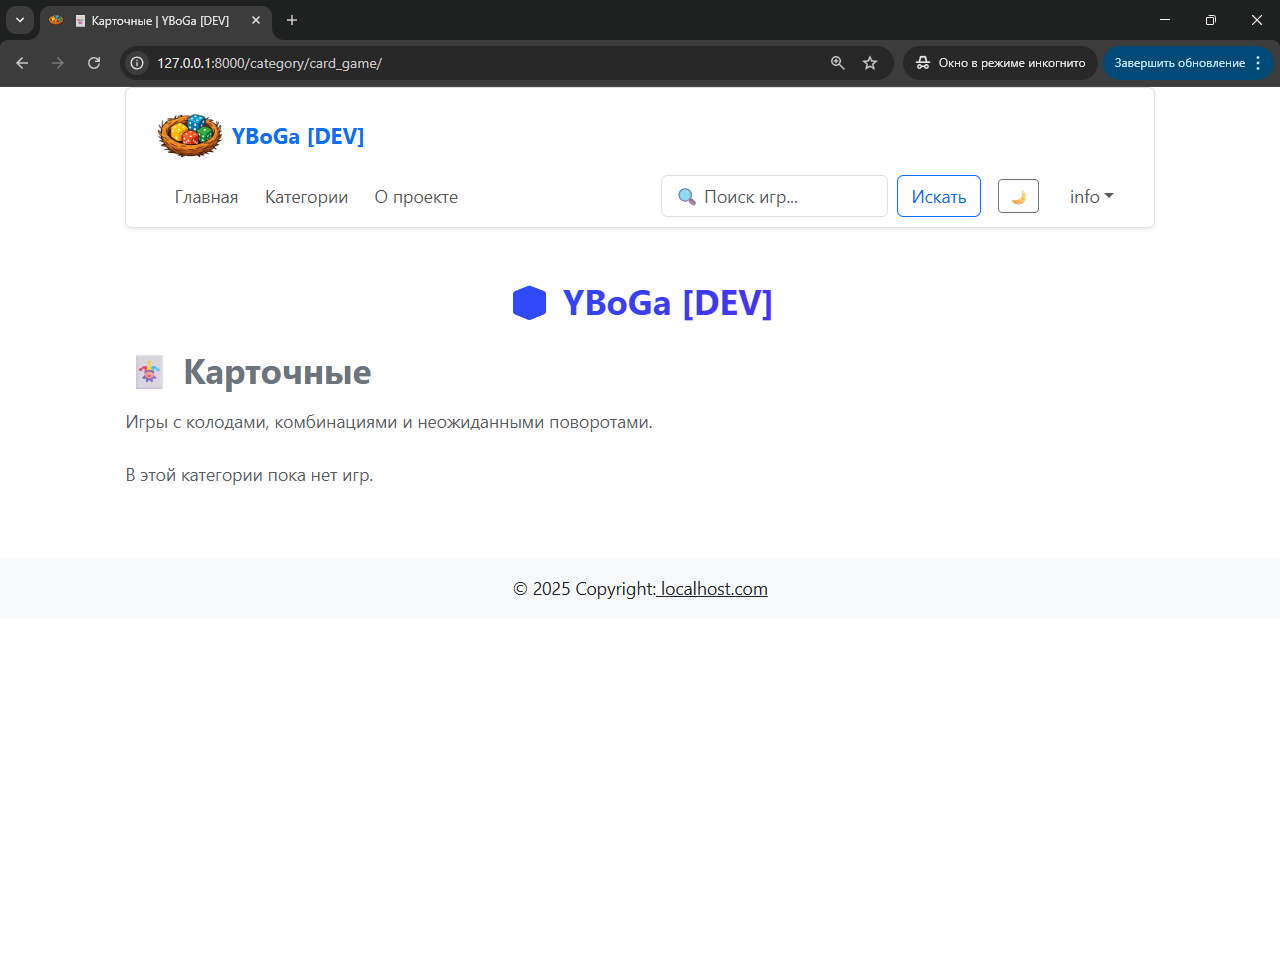 🃏 Карточные | YBoGa [DEV]
127.0.0.1:8000/category/card_game/
Окно в режиме инкогнито
Завершить обновление
YBoGa [DEV]
Главная Категории О проекте
🔍 Поиск игр... Искать info
YBoGa [DEV]
🃏 Карточные
Игры с колодами, комбинациями и неожиданными поворотами.
В этой категории пока нет игр.
© 2025 Copyright: localhost.com